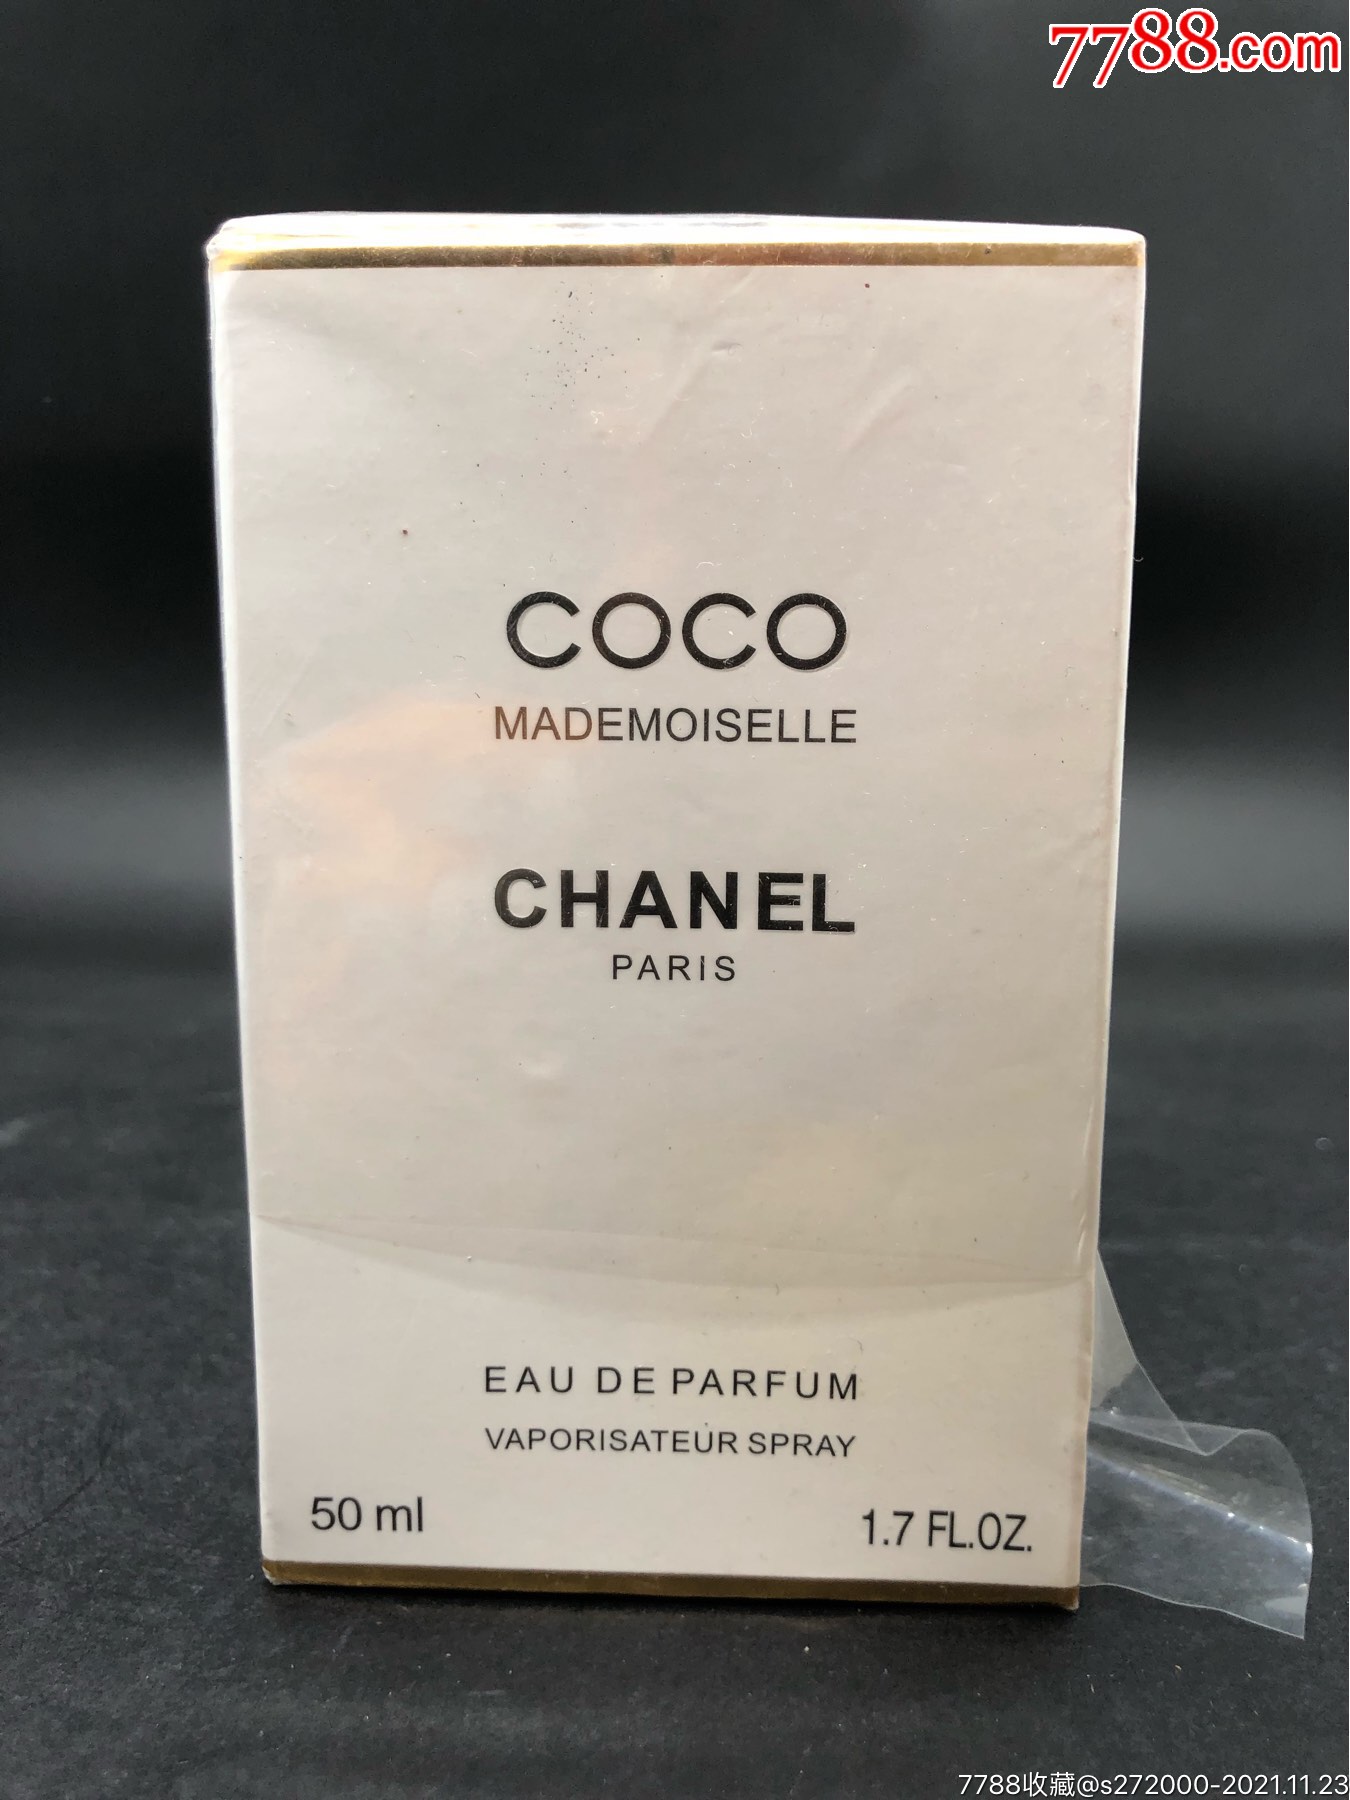 7788.com
COCO
MADEMOISELLE
CHANEL
PARIS
EAU DE PARFUM
VAPORISATEUR SPRAY
50 ml
1.7 FL.OZ.
7788收藏@s272000-2021.11.23